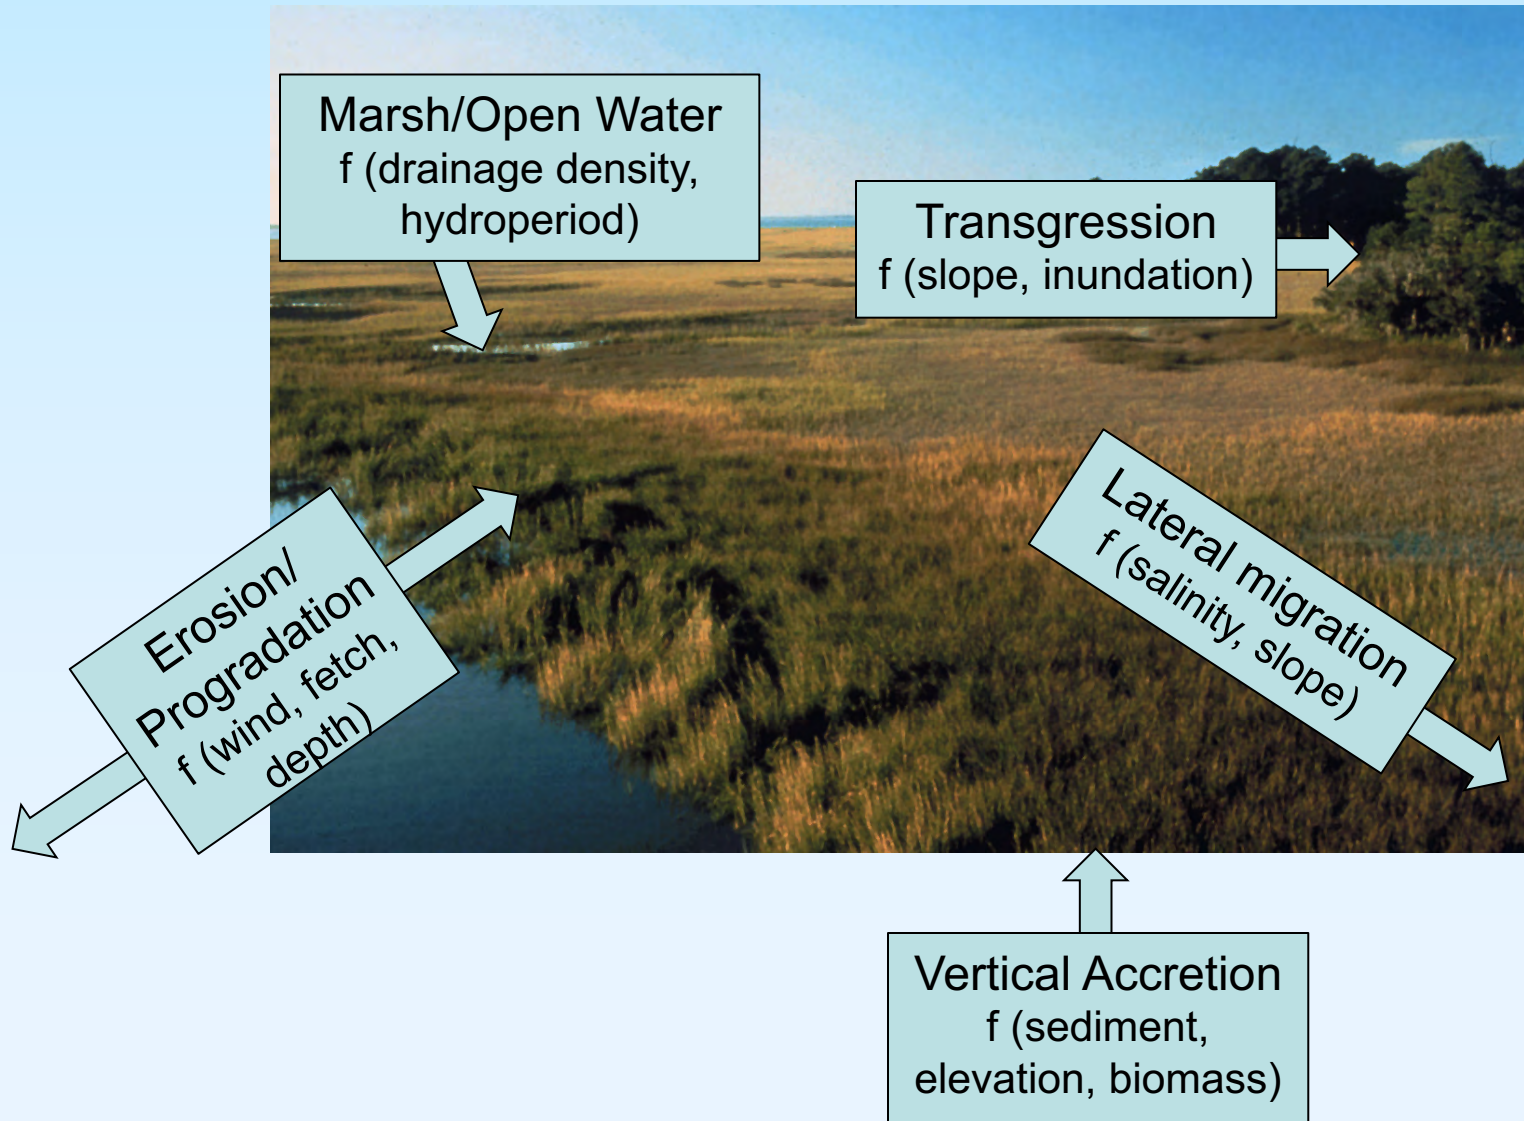 Marsh/Open Water
f (drainage density,
hydroperiod)
Transgression
f (slope, inundation)
Erosion/
Progradation
f (wind, fetch,
depth)
Lateral migration
f (salinity, slope)
Vertical Accretion
f (sediment,
elevation, biomass)